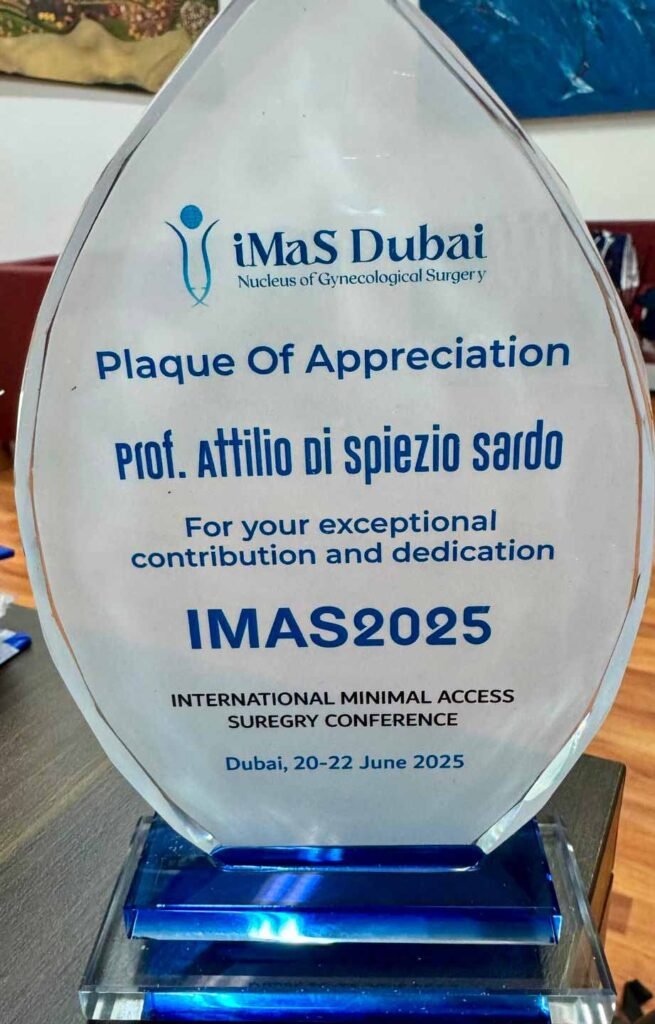 iMaS Dubai
Nucleus of Gynecological Surgery
Plaque Of Appreciation
Prof. Attilio Di Spiezio Sardo
For your exceptional
contribution and dedication
IMAS2025
INTERNATIONAL MINIMAL ACCESS
SUREGRY CONFERENCE
Dubai, 20-22 June 2025